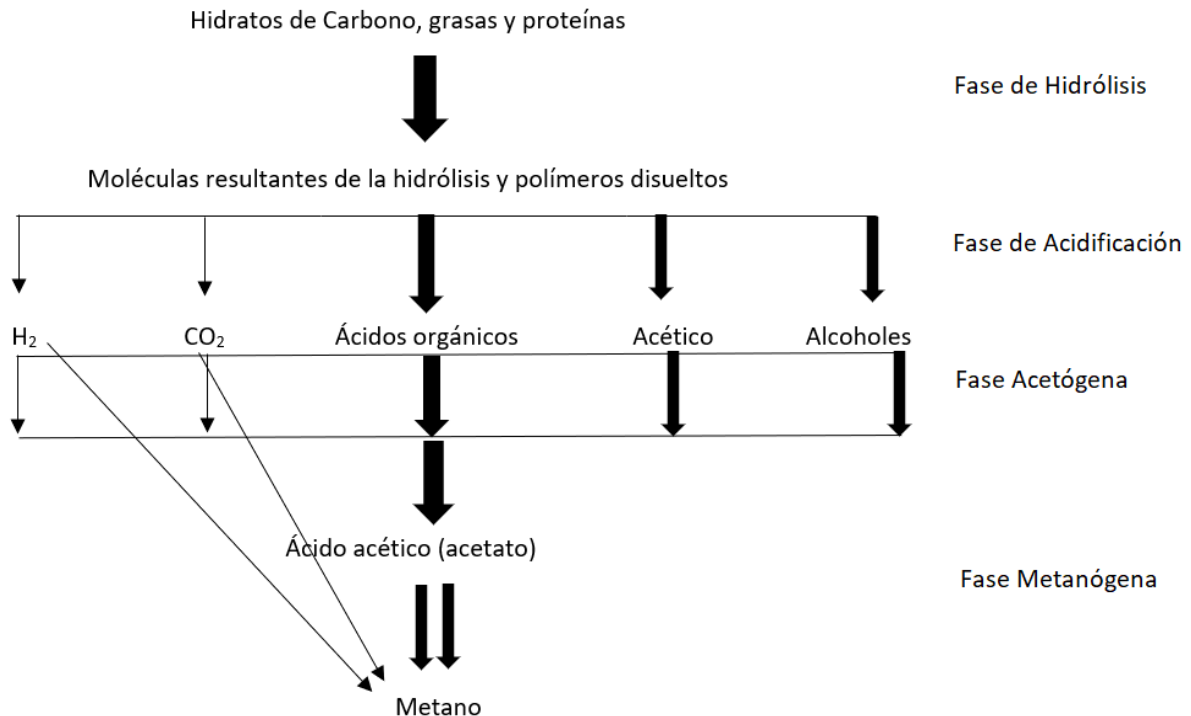 Hidratos de Carbono, grasas y proteínas
Fase de Hidrólisis
Moléculas resultantes de la hidrólisis y polímeros disueltos
Fase de Acidificación
H₂ CO₂ Ácidos orgánicos Acético Alcoholes
Fase Acetógena
Ácido acético (acetato)
Fase Metanógena
Metano